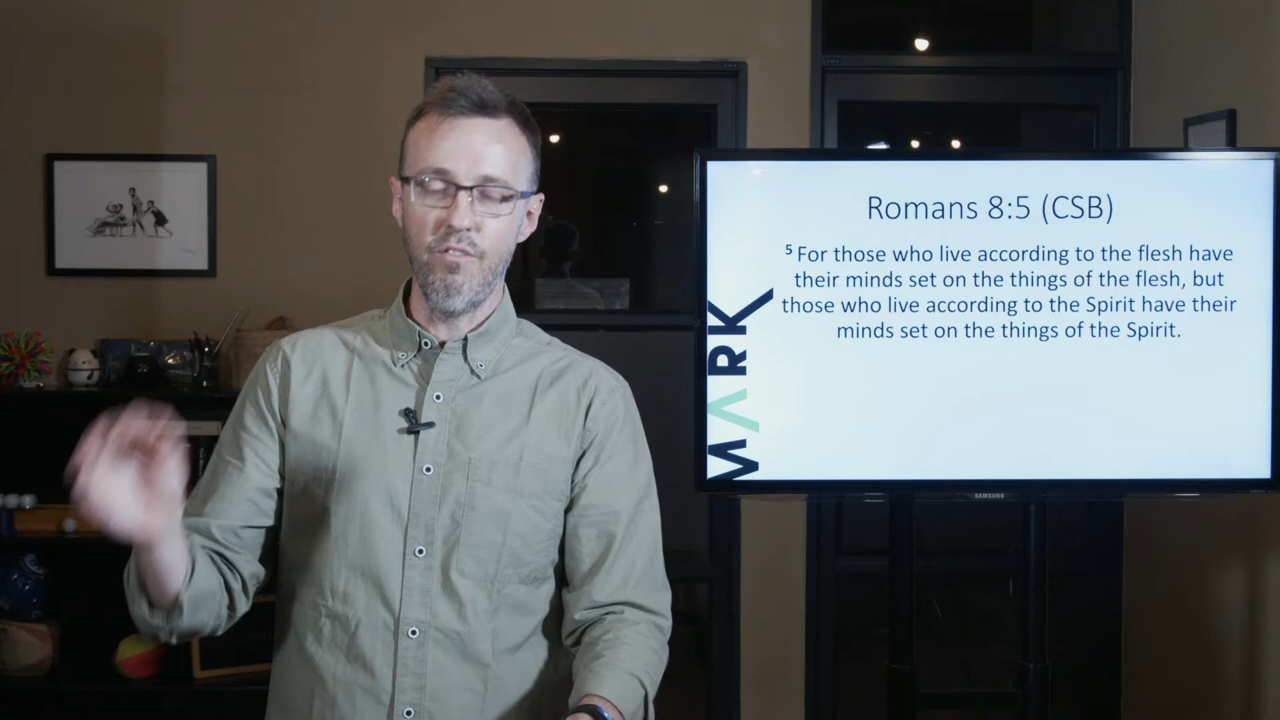 Romans 8:5 (CSB)
5 For those who live according to the flesh have
their minds set on the things of the flesh, but
those who live according to the Spirit have their
minds set on the things of the Spirit.
MARK
SAMSUNG